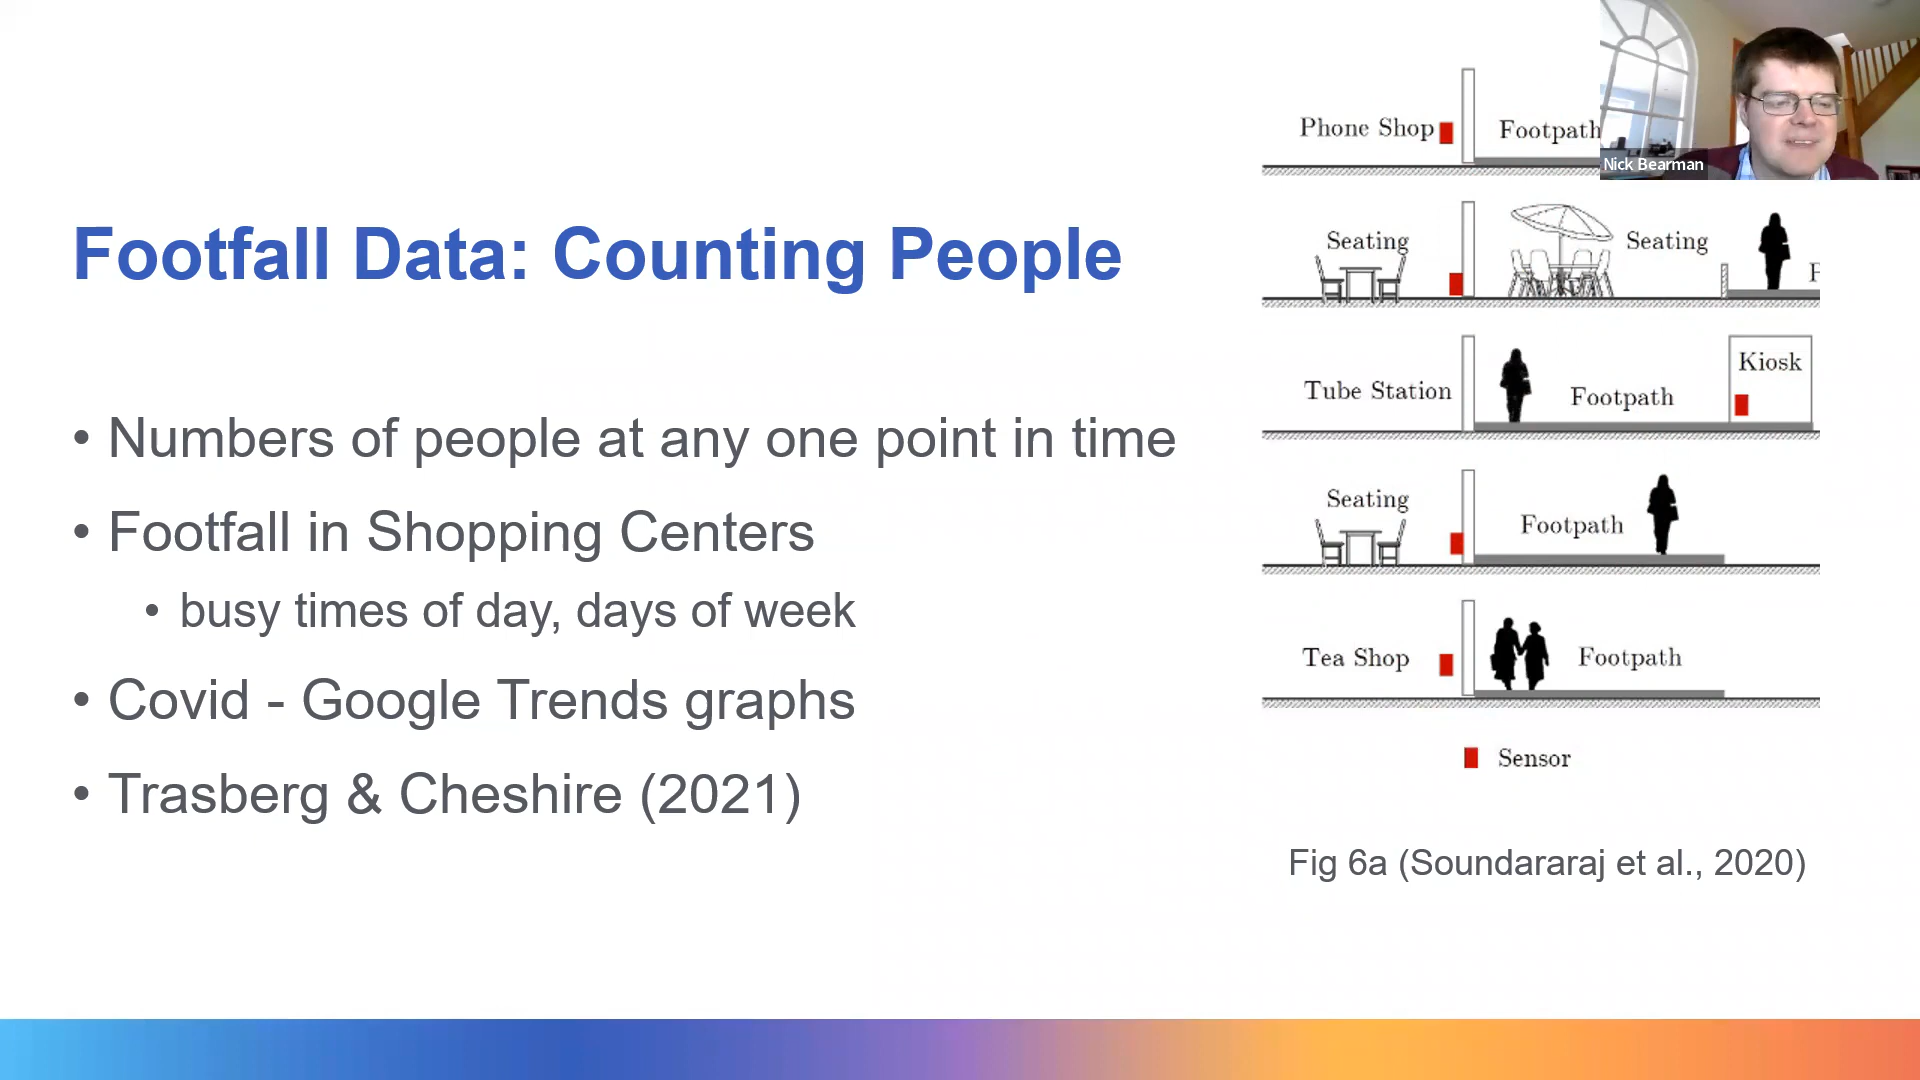 Footfall Data: Counting People
• Numbers of people at any one point in time
• Footfall in Shopping Centers
• busy times of day, days of week
• Covid - Google Trends graphs
• Trasberg & Cheshire (2021)
Phone Shop
Footpath
Nick Bearman
Seating
Seating
Tube Station
Footpath
Kiosk
Seating
Footpath
Tea Shop
Footpath
Sensor
Fig 6a (Soundararaj et al., 2020)